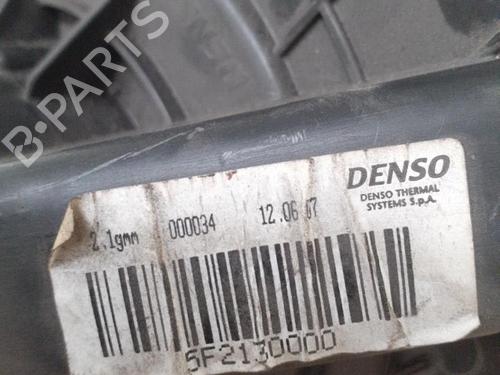 B-PARTS
DENSO
DENSO THERMAL
SYSTEMS S.p.A.
2.1gmm 000034 12.06.07
5F2130000